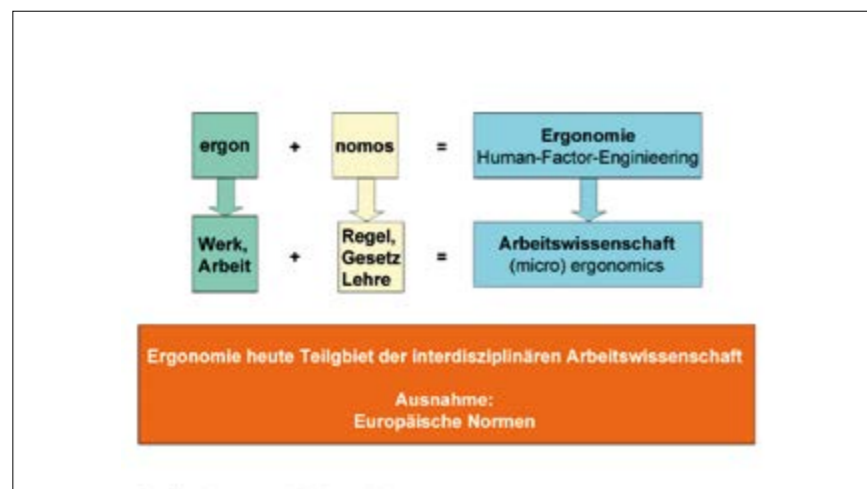 ergon + nomos = Ergonomie
Human-Factor-Enginieering
Werk,
Arbeit
+
Regel,
Gesetz
Lehre
=
Arbeitswissenschaft
(micro) ergonomics
Ergonomie heute Teilgbiet der interdisziplinären Arbeitswissenschaft
Ausnahme:
Europäische Normen